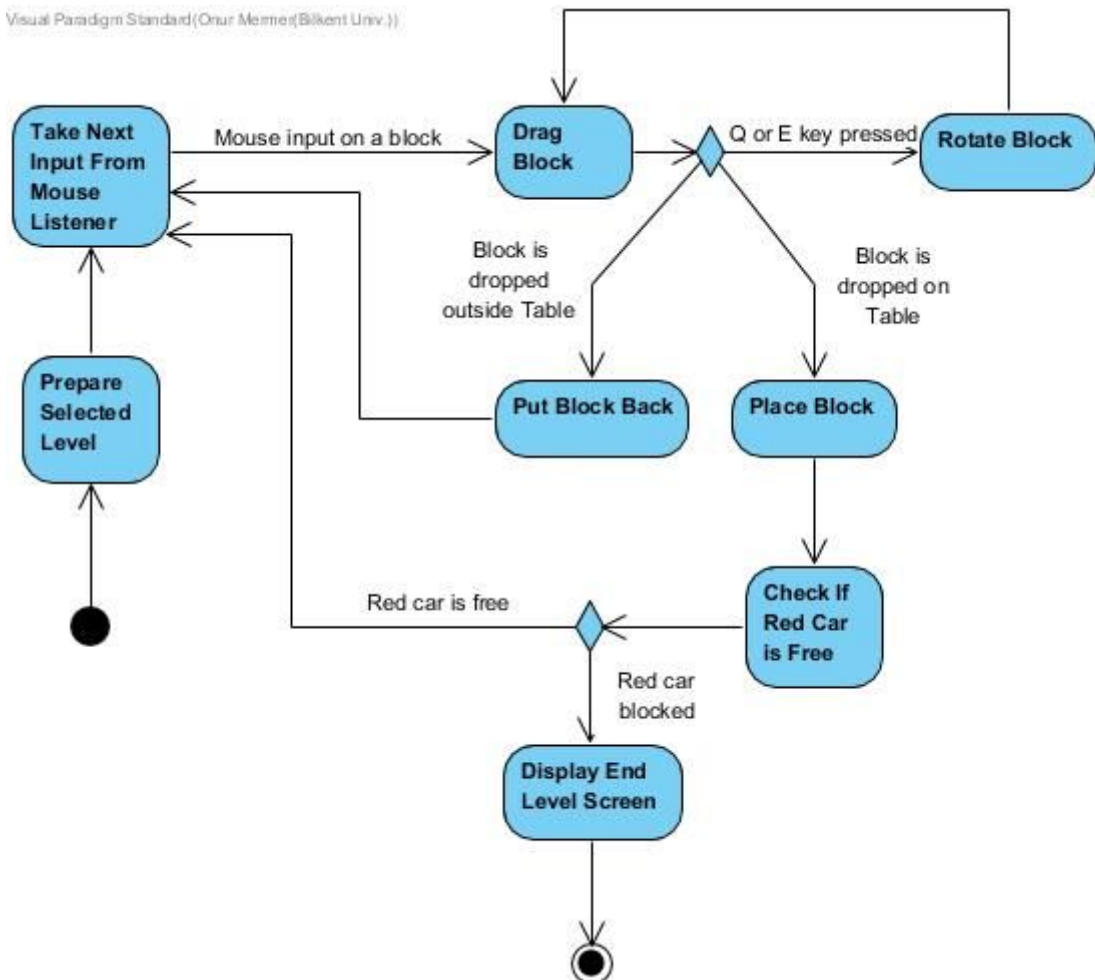 Visual Paradigm Standard(Onur Mermer(Bilkent Univ.))
Take Next
Input From
Mouse
Listener
Mouse input on a block
Drag
Block
Q or E key pressed
Rotate Block
Block is
dropped
outside Table
Block is
dropped on
Table
Prepare
Selected
Level
Put Block Back
Place Block
Red car is free
Check If
Red Car
is Free
Red car
blocked
Display End
Level Screen